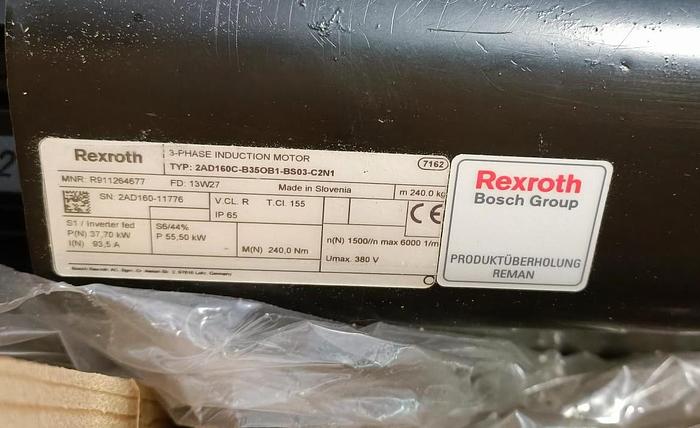 Rexroth
3-PHASE INDUCTION MOTOR
7162
TYP: 2AD160C-B35OB1-BS03-C2N1
MNR: R911264677
FD: 13W27
Made in Slovenia
m 240.0 kg
SN: 2AD160-11776
V.CL. R
T.Cl. 155
IP 65
CE
S1 / Inverter fed
S6/44%
P(N) 37,70 kW
P 55,50 kW
I(N) 93,5 A
M(N) 240,0 Nm
n(N) 1500//n max 6000 1/m
Umax. 380 V
Rexroth
Bosch Group
PRODUKTÜBERHOLUNG
REMAN
2